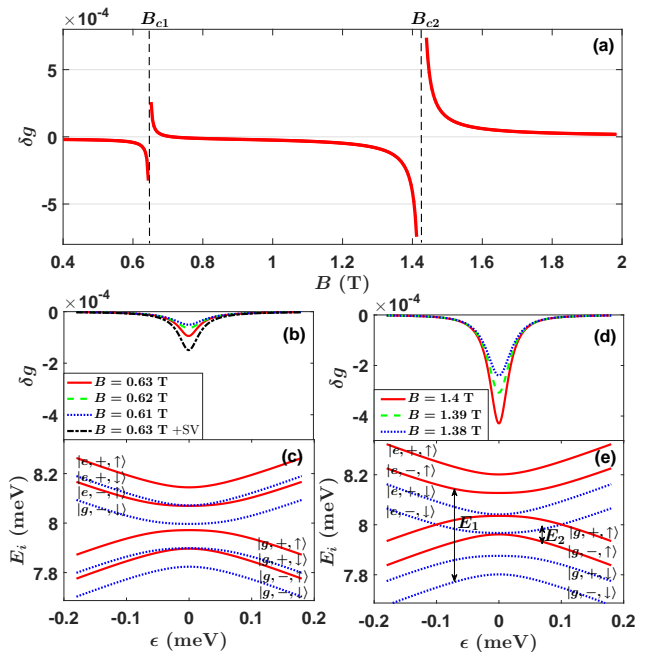 ×10⁻⁴
B_c1
B_c2
(a)
5
0
-5
δg
0.4
0.6
0.8
1
1.2
1.4
1.6
1.8
2
B (T)
×10⁻⁴
(b)
0
-2
-4
δg
B = 0.63 T
B = 0.62 T
B = 0.61 T
B = 0.63 T +SV
×10⁻⁴
(d)
0
-2
-4
δg
B = 1.4 T
B = 1.39 T
B = 1.38 T
(c)
8.2
8
7.8
E_i (meV)
|e, +, ↑⟩
|e, +, ↓⟩
|e, −, ↑⟩
|g, −, ↓⟩
|g, +, ↑⟩
|g, +, ↓⟩
|g, −, ↑⟩
|g, −, ↓⟩
-0.2
-0.1
0
0.1
0.2
ϵ (meV)
(e)
8.2
8
7.8
E_i (meV)
|e, +, ↑⟩
|e, −, ↑⟩
|e, +, ↓⟩
|e, −, ↓⟩
E₁
E₂
|g, +, ↑⟩
|g, −, ↑⟩
|g, +, ↓⟩
|g, −, ↓⟩
-0.2
-0.1
0
0.1
0.2
ϵ (meV)